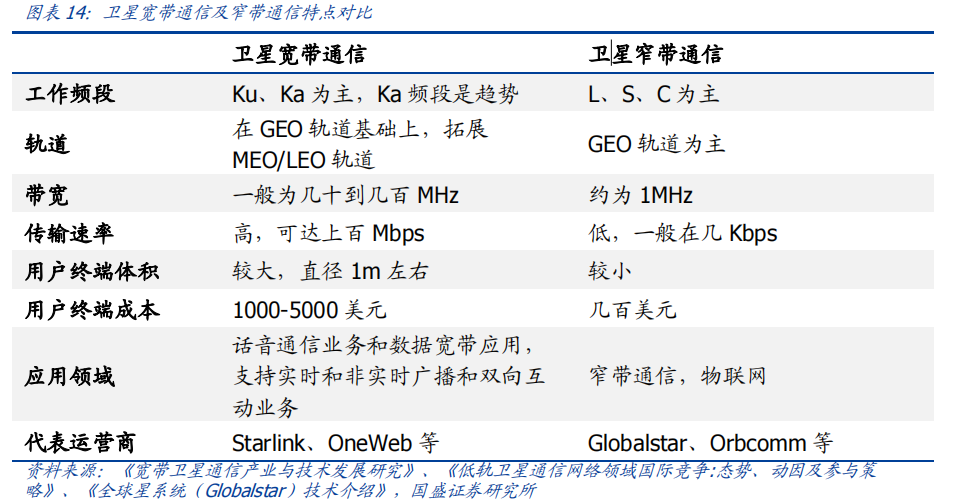 图表 14：卫星宽带通信及窄带通信特点对比
卫星宽带通信 卫星窄带通信
工作频段 Ku、Ka 为主，Ka 频段是趋势 L、S、C 为主
轨道 在 GEO 轨道基础上，拓展 GEO 轨道为主
MEO/LEO 轨道
带宽 一般为几十到几百 MHz 约为 1MHz
传输速率 高，可达上百 Mbps 低，一般在几 Kbps
用户终端体积 较大，直径 1m 左右 较小
用户终端成本 1000-5000 美元 几百美元
应用领域 话音通信业务和数据宽带应用， 窄带通信，物联网
支持实时和非实时广播和双向互
动业务
代表运营商 Starlink、OneWeb 等 Globalstar、Orbcomm 等
资料来源：《宽带卫星通信产业与技术发展研究》、《低轨卫星通信网络领域国际竞争:态势、动因及参与策
略》、《全球星系统（Globalstar）技术介绍》，国盛证券研究所